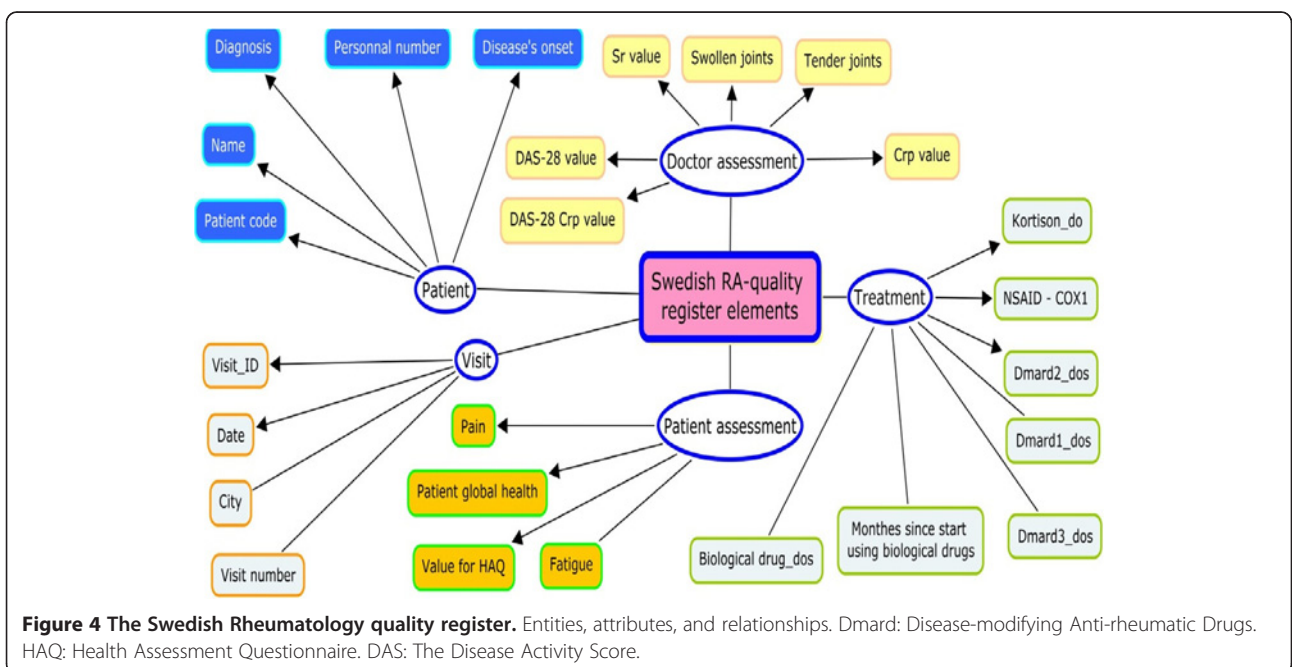 Diagnosis
Personnal number
Disease's onset
Name
Patient code
Patient
Sr value
Swollen joints
Tender joints
DAS-28 value
Doctor assessment
Crp value
DAS-28 Crp value
Swedish RA-quality
register elements
Treatment
Kortison_do
NSAID - COX1
Dmard2_dos
Dmard1_dos
Dmard3_dos
Monthes since start
using biological drugs
Biological drug_dos
Visit
Visit_ID
Date
City
Visit number
Patient assessment
Pain
Patient global health
Value for HAQ
Fatigue
Figure 4 The Swedish Rheumatology quality register. Entities, attributes, and relationships. Dmard: Disease-modifying Anti-rheumatic Drugs.
HAQ: Health Assessment Questionnaire. DAS: The Disease Activity Score.